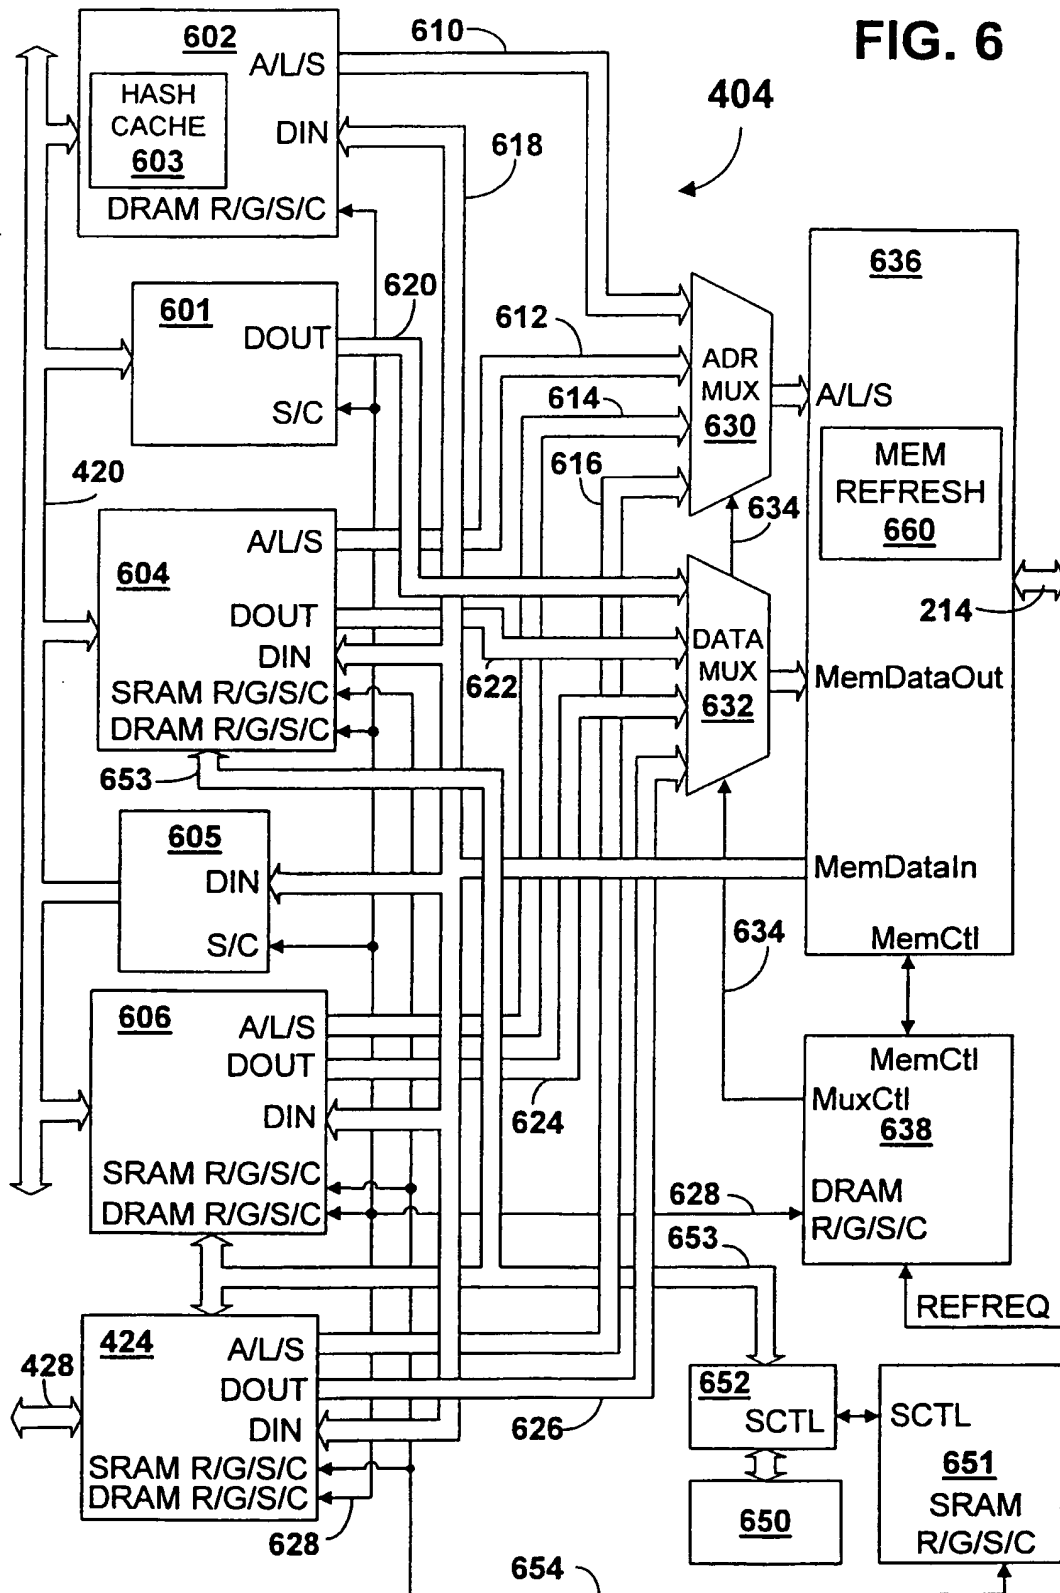 FIG. 6
404
602
A/L/S
HASH
CACHE
603
DIN
DRAM R/G/S/C
610
618
601
DOUT
S/C
620
612
614
616
420
604
A/L/S
DOUT
DIN
SRAM R/G/S/C
DRAM R/G/S/C
622
653
ADR
MUX
630
634
DATA
MUX
632
636
A/L/S
MEM
REFRESH
660
214
MemDataOut
MemDataIn
MemCtl
605
DIN
S/C
634
606
A/L/S
DOUT
DIN
SRAM R/G/S/C
DRAM R/G/S/C
624
MemCtl
MuxCtl
638
DRAM
R/G/S/C
628
653
REFREQ
424
A/L/S
DOUT
DIN
SRAM R/G/S/C
DRAM R/G/S/C
428
626
628
652
SCTL
650
SCTL
651
SRAM
R/G/S/C
654